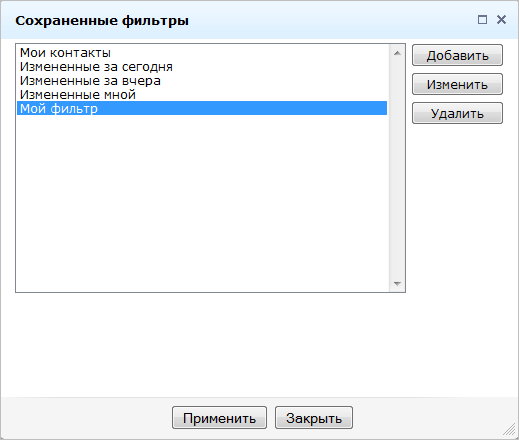 Сохраненные фильтры
Мои контакты
Измененные за сегодня
Измененные за вчера
Измененные мной
Мой фильтр
Добавить
Изменить
Удалить
Применить
Закрыть